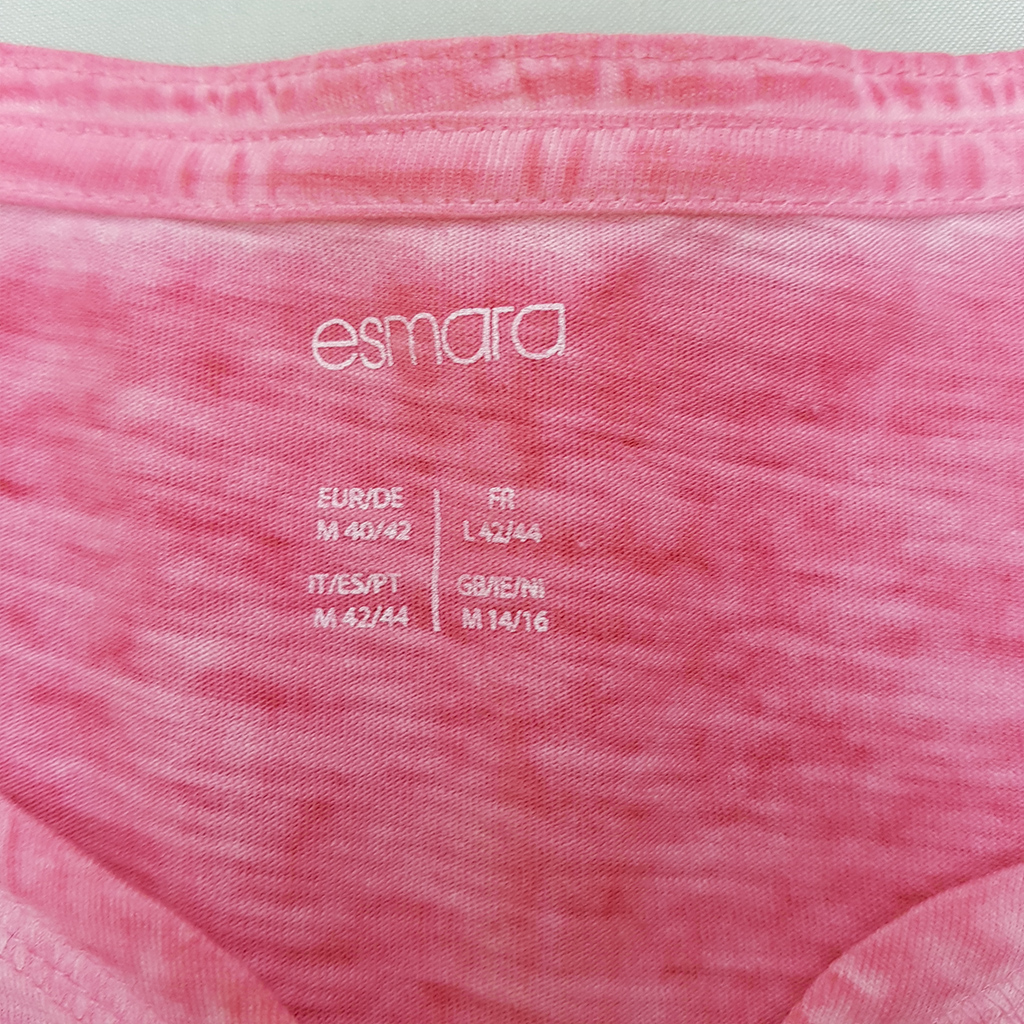 esmara
EUR/DE
M 40/42
FR
L 42/44
IT/ES/PT
M 42/44
GB/IE/NI
M 14/16